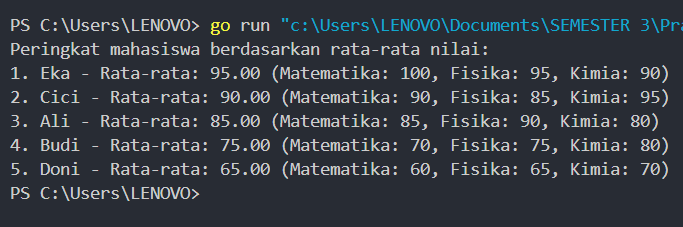 PS C:\Users\LENOVO> go run "c:\Users\LENOVO\Documents\SEMESTER 3\Pra
Peringkat mahasiswa berdasarkan rata-rata nilai:
1. Eka - Rata-rata: 95.00 (Matematika: 100, Fisika: 95, Kimia: 90)
2. Cici - Rata-rata: 90.00 (Matematika: 90, Fisika: 85, Kimia: 95)
3. Ali - Rata-rata: 85.00 (Matematika: 85, Fisika: 90, Kimia: 80)
4. Budi - Rata-rata: 75.00 (Matematika: 70, Fisika: 75, Kimia: 80)
5. Doni - Rata-rata: 65.00 (Matematika: 60, Fisika: 65, Kimia: 70)
PS C:\Users\LENOVO>